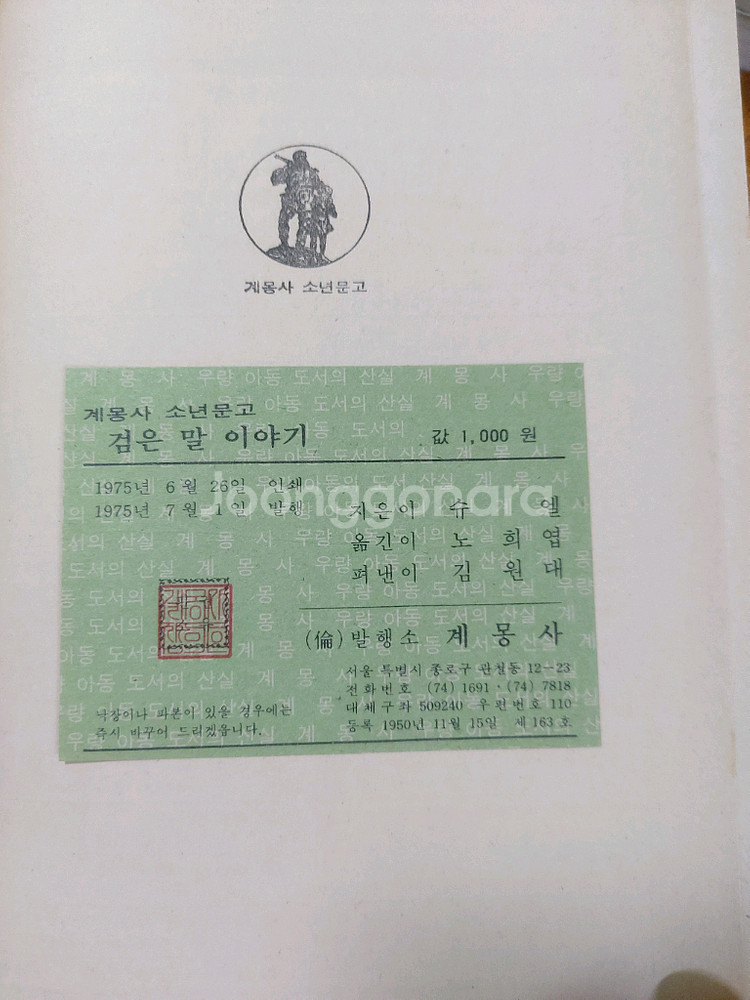 계몽사 소년문고
계몽사 소년문고
검은 말 이야기
값 1,000 원
1975년 6월 26일 인쇄
1975년 7월 1일 발행
지은이 슈 엘
옮긴이 노 희 엽
펴낸이 김 원 대
(倫) 발행소 계 몽 사
서울 특별시 종로구 관철동 12-23
전화번호 (74) 1691·(74) 7818
대체구좌 509240 우편번호 110
등록 1950년 11월 15일 제 163 호
낙장이나 파본이 있을 경우에는
즉시 바꾸어 드리겠읍니다.
Joonggonara